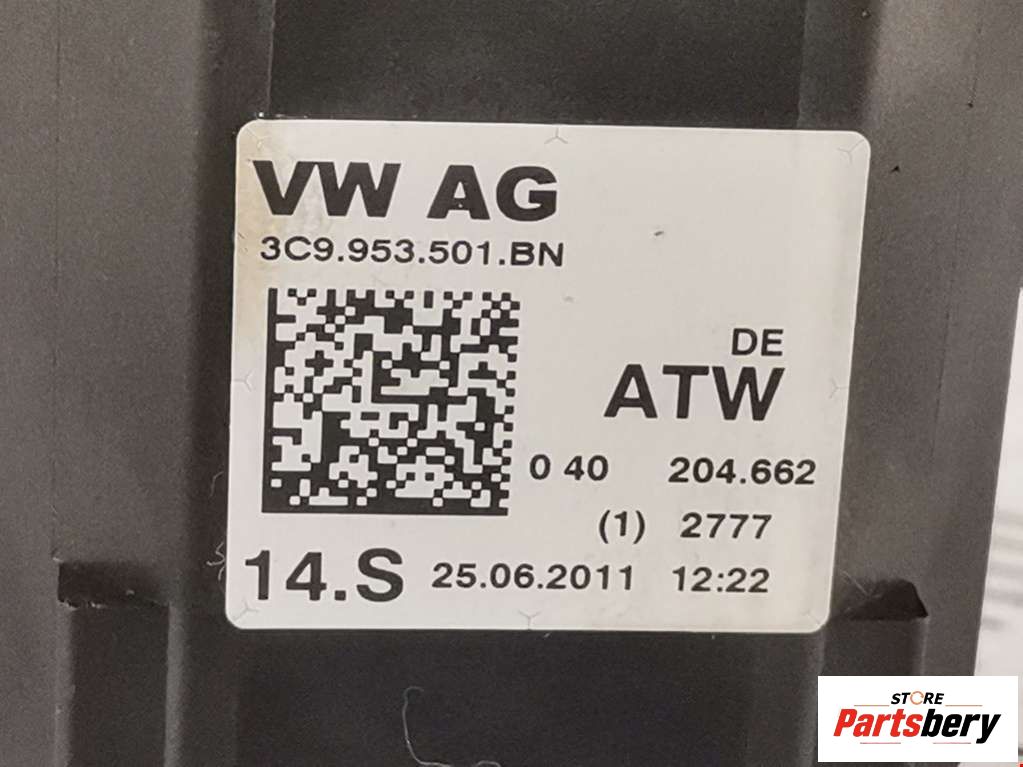 VW AG
3C9.953.501.BN
DE
ATW
0 40 204.662
(1) 2777
14.S 25.06.2011 12:22
STORE
Partsbery